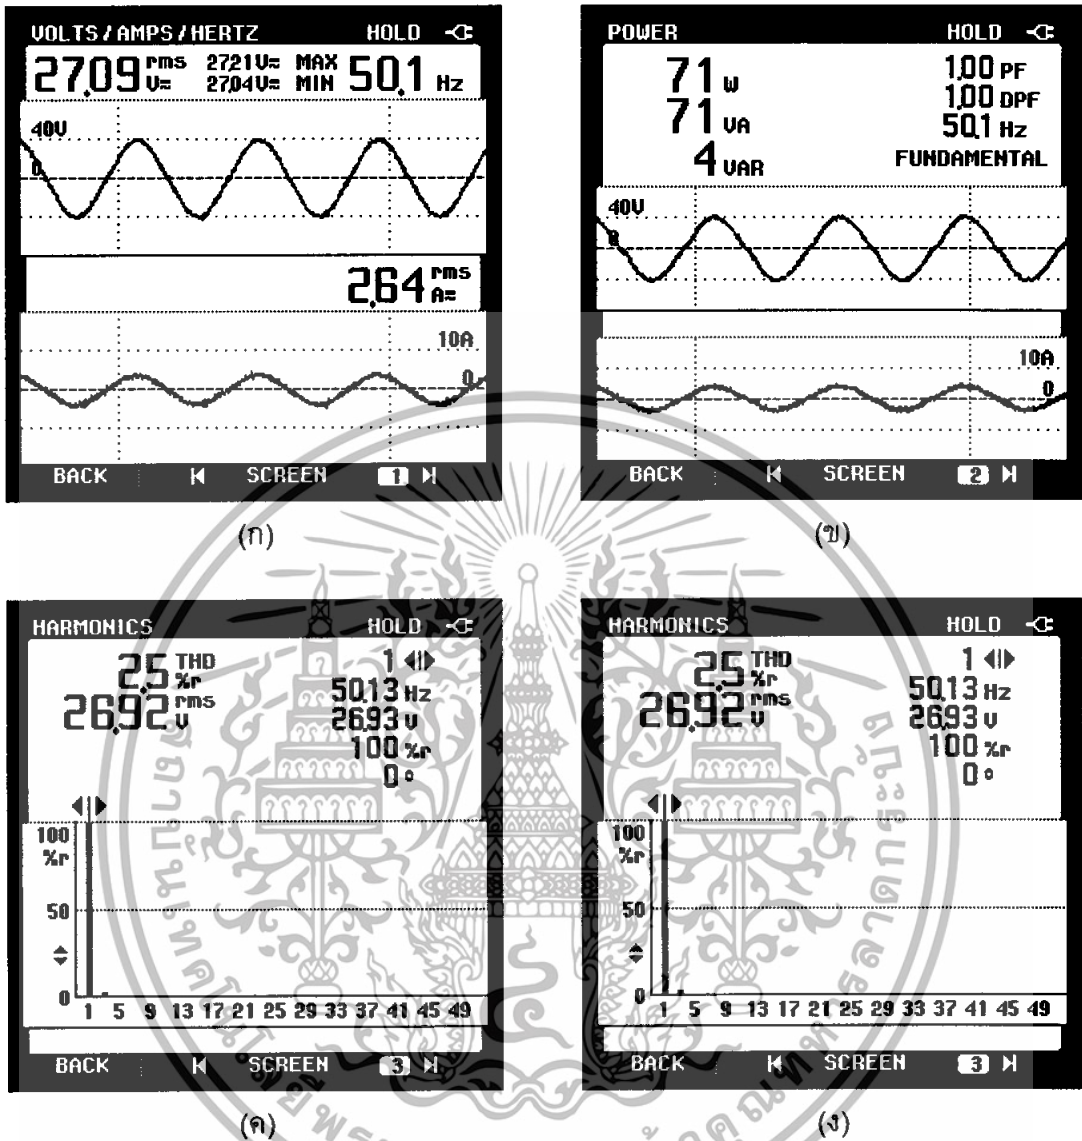 VOLTS/AMPS/HERTZ HOLD
27.09 rms V≂ 27.21 V≂ MAX 50.1 Hz
27.04 V≂ MIN
40V
0
2.64 rms A≂
10A
0
BACK SCREEN 1
(ก)
POWER HOLD
71 W 1.00 PF
71 VA 1.00 DPF
4 VAR 50.1 Hz
FUNDAMENTAL
40V
0
10A
0
BACK SCREEN 2
(ข)
HARMONICS HOLD
2.5 THD %r 1
26.92 rms V 50.13 Hz
26.93 V
100 %r
0 °
100
%r
50
0
1 5 9 13 17 21 25 29 33 37 41 45 49
BACK SCREEN 3
(ค)
HARMONICS HOLD
2.5 THD %r 1
26.92 rms V 50.13 Hz
26.93 V
100 %r
0 °
100
%r
50
0
1 5 9 13 17 21 25 29 33 37 41 45 49
BACK SCREEN 3
(ง)